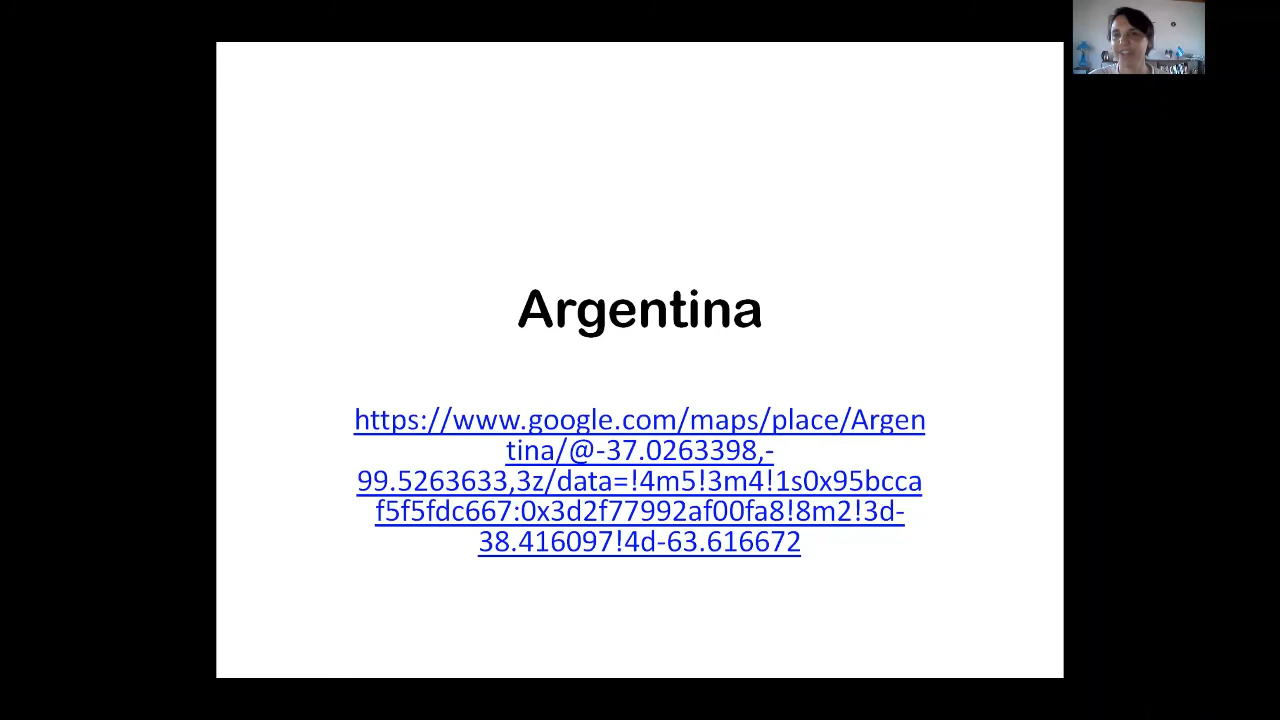 Argentina
https://www.google.com/maps/place/Argen
tina/@-37.0263398,-
99.5263633,3z/data=!4m5!3m4!1s0x95bcca
f5f5fdc667:0x3d2f77992af00fa8!8m2!3d-
38.416097!4d-63.616672